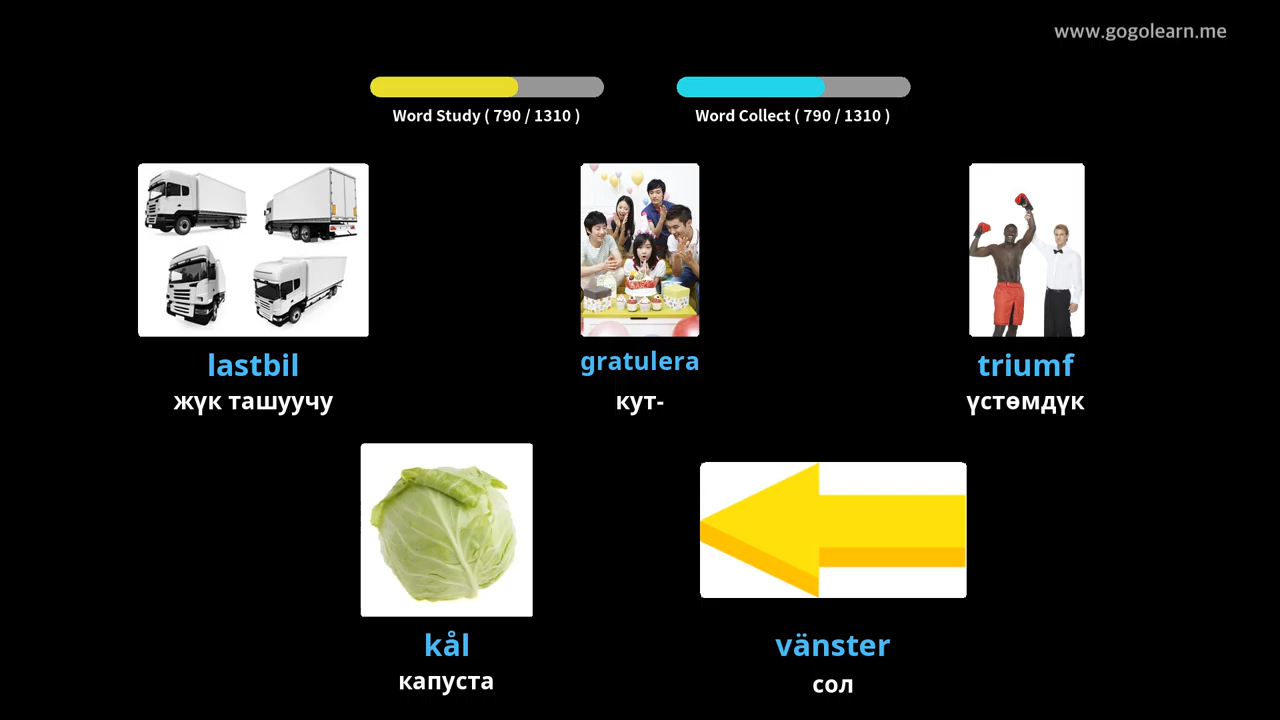 www.gogolearn.me
Word Study ( 790 / 1310 )
Word Collect ( 790 / 1310 )
lastbil
gratulera
triumf
жүк ташуучу
кут-
үстөмдүк
kål
vänster
капуста
сол